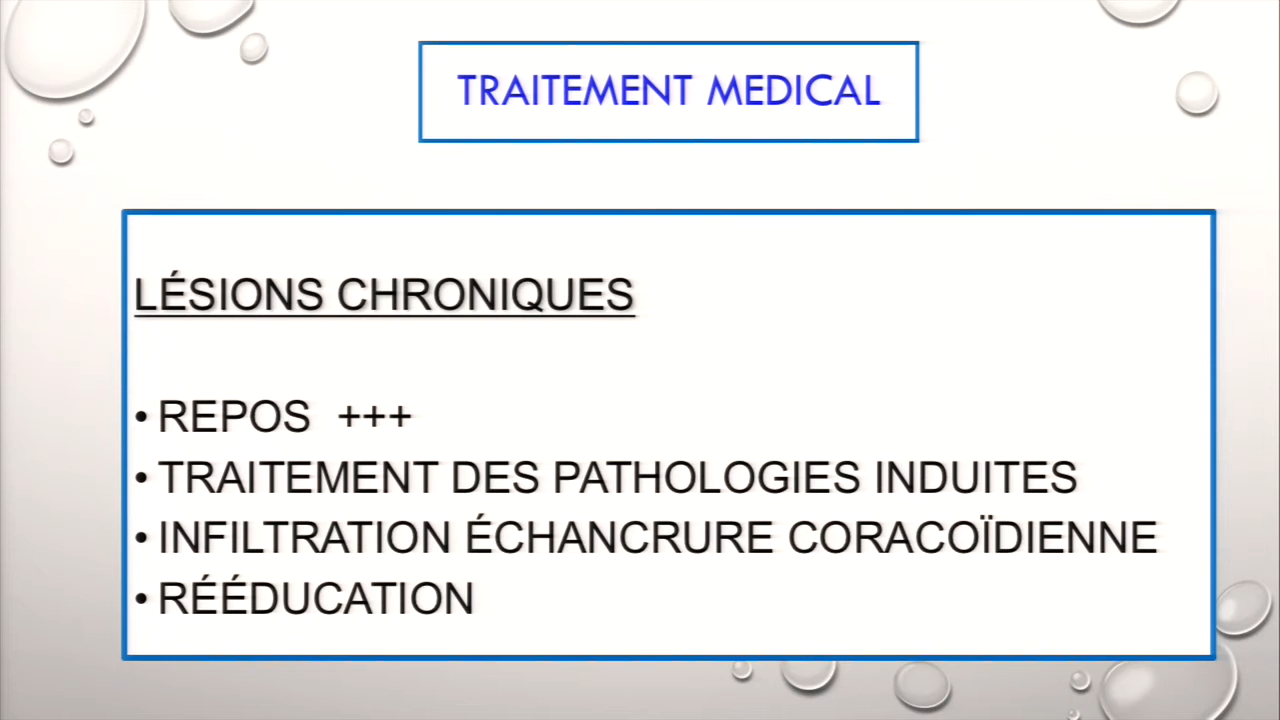 TRAITEMENT MEDICAL
LÉSIONS CHRONIQUES
• REPOS +++
• TRAITEMENT DES PATHOLOGIES INDUITES
• INFILTRATION ÉCHANCRURE CORACOÏDIENNE
• RÉÉDUCATION